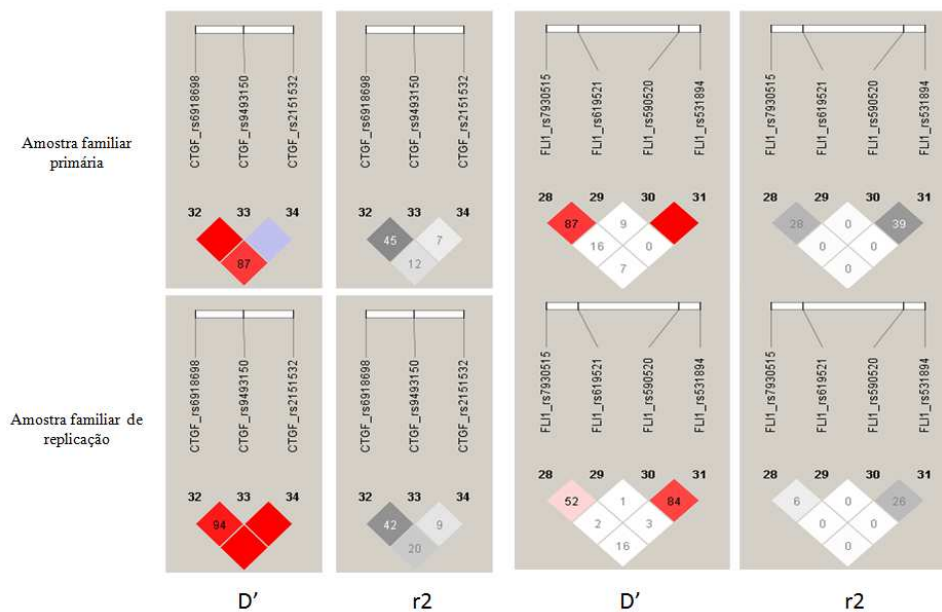 CTGF_rs6918698
CTGF_rs9493150
CTGF_rs2151532
CTGF_rs6918698
CTGF_rs9493150
CTGF_rs2151532
FLI1_rs7930515
FLI1_rs619521
FLI1_rs590520
FLI1_rs531894
FLI1_rs7930515
FLI1_rs619521
FLI1_rs590520
FLI1_rs531894
Amostra familiar
primária
32 33 34
87
32 33 34
45 7
12
28 29 30 31
87 9
16 0
7
28 29 30 31
28 0 39
0 0
0
CTGF_rs6918698
CTGF_rs9493150
CTGF_rs2151532
CTGF_rs6918698
CTGF_rs9493150
CTGF_rs2151532
FLI1_rs7930515
FLI1_rs619521
FLI1_rs590520
FLI1_rs531894
FLI1_rs7930515
FLI1_rs619521
FLI1_rs590520
FLI1_rs531894
Amostra familiar de
replicação
32 33 34
94
32 33 34
42 9
20
28 29 30 31
52 1 84
2 3
16
28 29 30 31
6 0 26
0 0
0
D’ r2 D’ r2